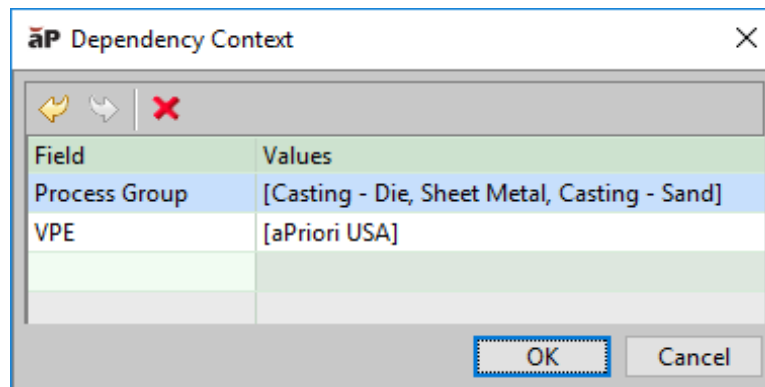 āP Dependency Context
Field Values
Process Group [Casting - Die, Sheet Metal, Casting - Sand]
VPE [aPriori USA]
OK Cancel